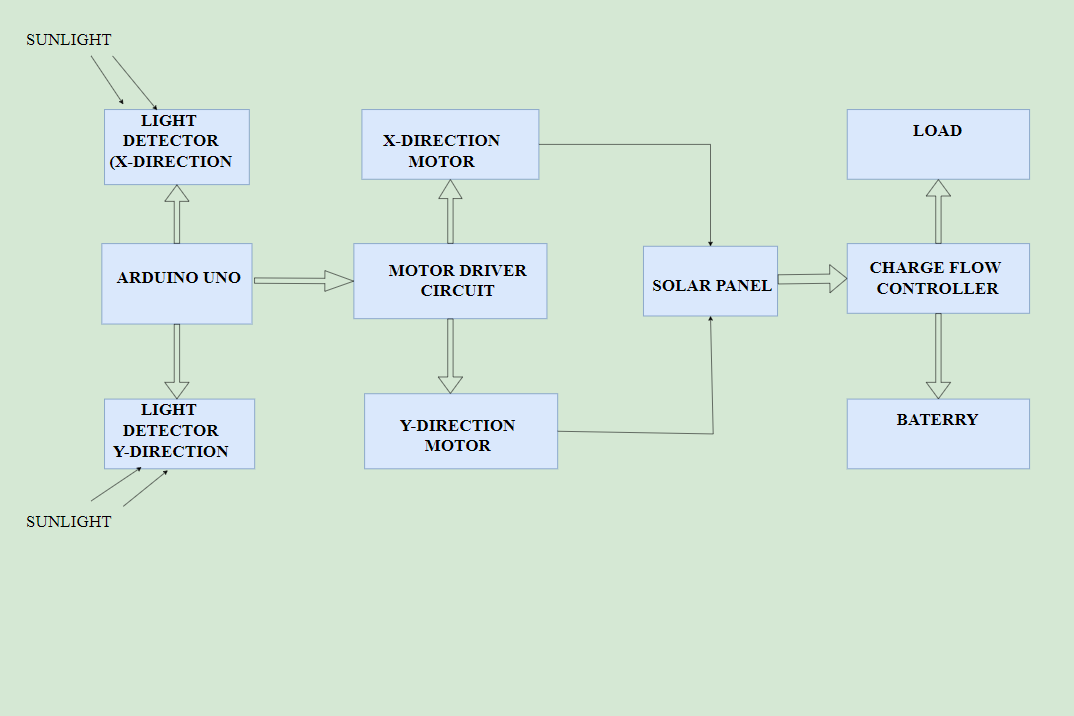 SUNLIGHT
LIGHT
DETECTOR
(X-DIRECTION
X-DIRECTION
MOTOR
LOAD
ARDUINO UNO
MOTOR DRIVER
CIRCUIT
SOLAR PANEL
CHARGE FLOW
CONTROLLER
LIGHT
DETECTOR
Y-DIRECTION
Y-DIRECTION
MOTOR
BATERRY
SUNLIGHT